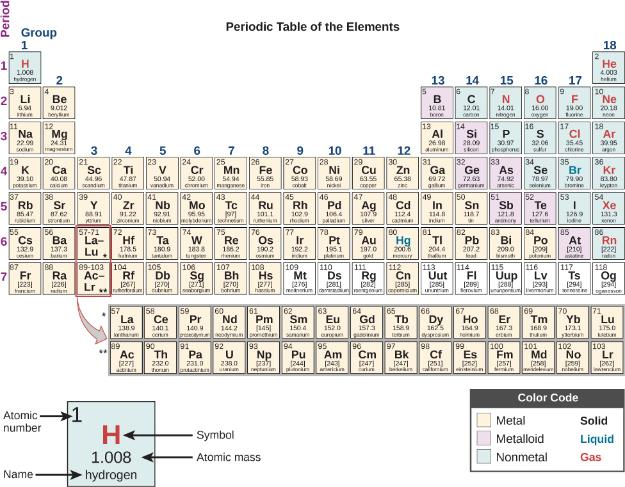 Periodic Table of the Elements
Period
Group
1
18
1
1
H
1.008
hydrogen
2
He
4.003
helium
2
13
14
15
16
17
2
3
Li
6.94
lithium
4
Be
9.012
beryllium
5
B
10.81
boron
6
C
12.01
carbon
7
N
14.01
nitrogen
8
O
16.00
oxygen
9
F
19.00
fluorine
10
Ne
20.18
neon
3
11
Na
22.99
sodium
12
Mg
24.31
magnesium
13
Al
26.98
aluminum
14
Si
28.09
silicon
15
P
30.97
phosphorus
16
S
32.06
sulfur
17
Cl
35.45
chlorine
18
Ar
39.95
argon
3
4
5
6
7
8
9
10
11
12
4
19
K
39.10
potassium
20
Ca
40.08
calcium
21
Sc
44.96
scandium
22
Ti
47.87
titanium
23
V
50.94
vanadium
24
Cr
52.00
chromium
25
Mn
54.94
manganese
26
Fe
55.85
iron
27
Co
58.93
cobalt
28
Ni
58.69
nickel
29
Cu
63.55
copper
30
Zn
65.38
zinc
31
Ga
69.72
gallium
32
Ge
72.63
germanium
33
As
74.92
arsenic
34
Se
78.97
selenium
35
Br
79.90
bromine
36
Kr
83.80
krypton
5
37
Rb
85.47
rubidium
38
Sr
87.62
strontium
39
Y
88.91
yttrium
40
Zr
91.22
zirconium
41
Nb
92.91
niobium
42
Mo
95.95
molybdenum
43
Tc
[97]
technetium
44
Ru
101.1
ruthenium
45
Rh
102.9
rhodium
46
Pd
106.4
palladium
47
Ag
107.9
silver
48
Cd
112.4
cadmium
49
In
114.8
indium
50
Sn
118.7
tin
51
Sb
121.8
antimony
52
Te
127.6
tellurium
53
I
126.9
iodine
54
Xe
131.3
xenon
6
55
Cs
132.9
cesium
56
Ba
137.3
barium
57-71
La–
Lu *
72
Hf
178.5
hafnium
73
Ta
180.9
tantalum
74
W
183.8
tungsten
75
Re
186.2
rhenium
76
Os
190.2
osmium
77
Ir
192.2
iridium
78
Pt
195.1
platinum
79
Au
197.0
gold
80
Hg
200.6
mercury
81
Tl
204.4
thallium
82
Pb
207.2
lead
83
Bi
209.0
bismuth
84
Po
[209]
polonium
85
At
[210]
astatine
86
Rn
[222]
radon
7
87
Fr
[223]
francium
88
Ra
[226]
radium
89-103
Ac–
Lr **
104
Rf
[267]
rutherfordium
105
Db
[270]
dubnium
106
Sg
[271]
seaborgium
107
Bh
[270]
bohrium
108
Hs
[277]
hassium
109
Mt
[276]
meitnerium
110
Ds
[281]
darmstadtium
111
Rg
[282]
roentgenium
112
Cn
[285]
copernicium
113
Uut
[285]
ununtrium
114
Fl
[289]
flerovium
115
Uup
[288]
ununpentium
116
Lv
[293]
livermorium
117
Uus
[294]
ununseptium
118
Uuo
[294]
ununoctium
*
57
La
138.9
lanthanum
58
Ce
140.1
cerium
59
Pr
140.9
praseodymium
60
Nd
144.2
neodymium
61
Pm
[145]
promethium
62
Sm
150.4
samarium
63
Eu
152.0
europium
64
Gd
157.3
gadolinium
65
Tb
158.9
terbium
66
Dy
162.5
dysprosium
67
Ho
164.9
holmium
68
Er
167.3
erbium
69
Tm
168.9
thulium
70
Yb
173.1
ytterbium
71
Lu
175.0
lutetium
**
89
Ac
[227]
actinium
90
Th
232.0
thorium
91
Pa
231.0
protactinium
92
U
238.0
uranium
93
Np
[237]
neptunium
94
Pu
[244]
plutonium
95
Am
[243]
americium
96
Cm
[247]
curium
97
Bk
[247]
berkelium
98
Cf
[251]
californium
99
Es
[252]
einsteinium
100
Fm
[257]
fermium
101
Md
[258]
mendelevium
102
No
[259]
nobelium
103
Lr
[262]
lawrencium
Atomic
number
1
H
1.008
hydrogen
Symbol
Atomic mass
Name
Color Code
Metal
Solid
Metalloid
Liquid
Nonmetal
Gas